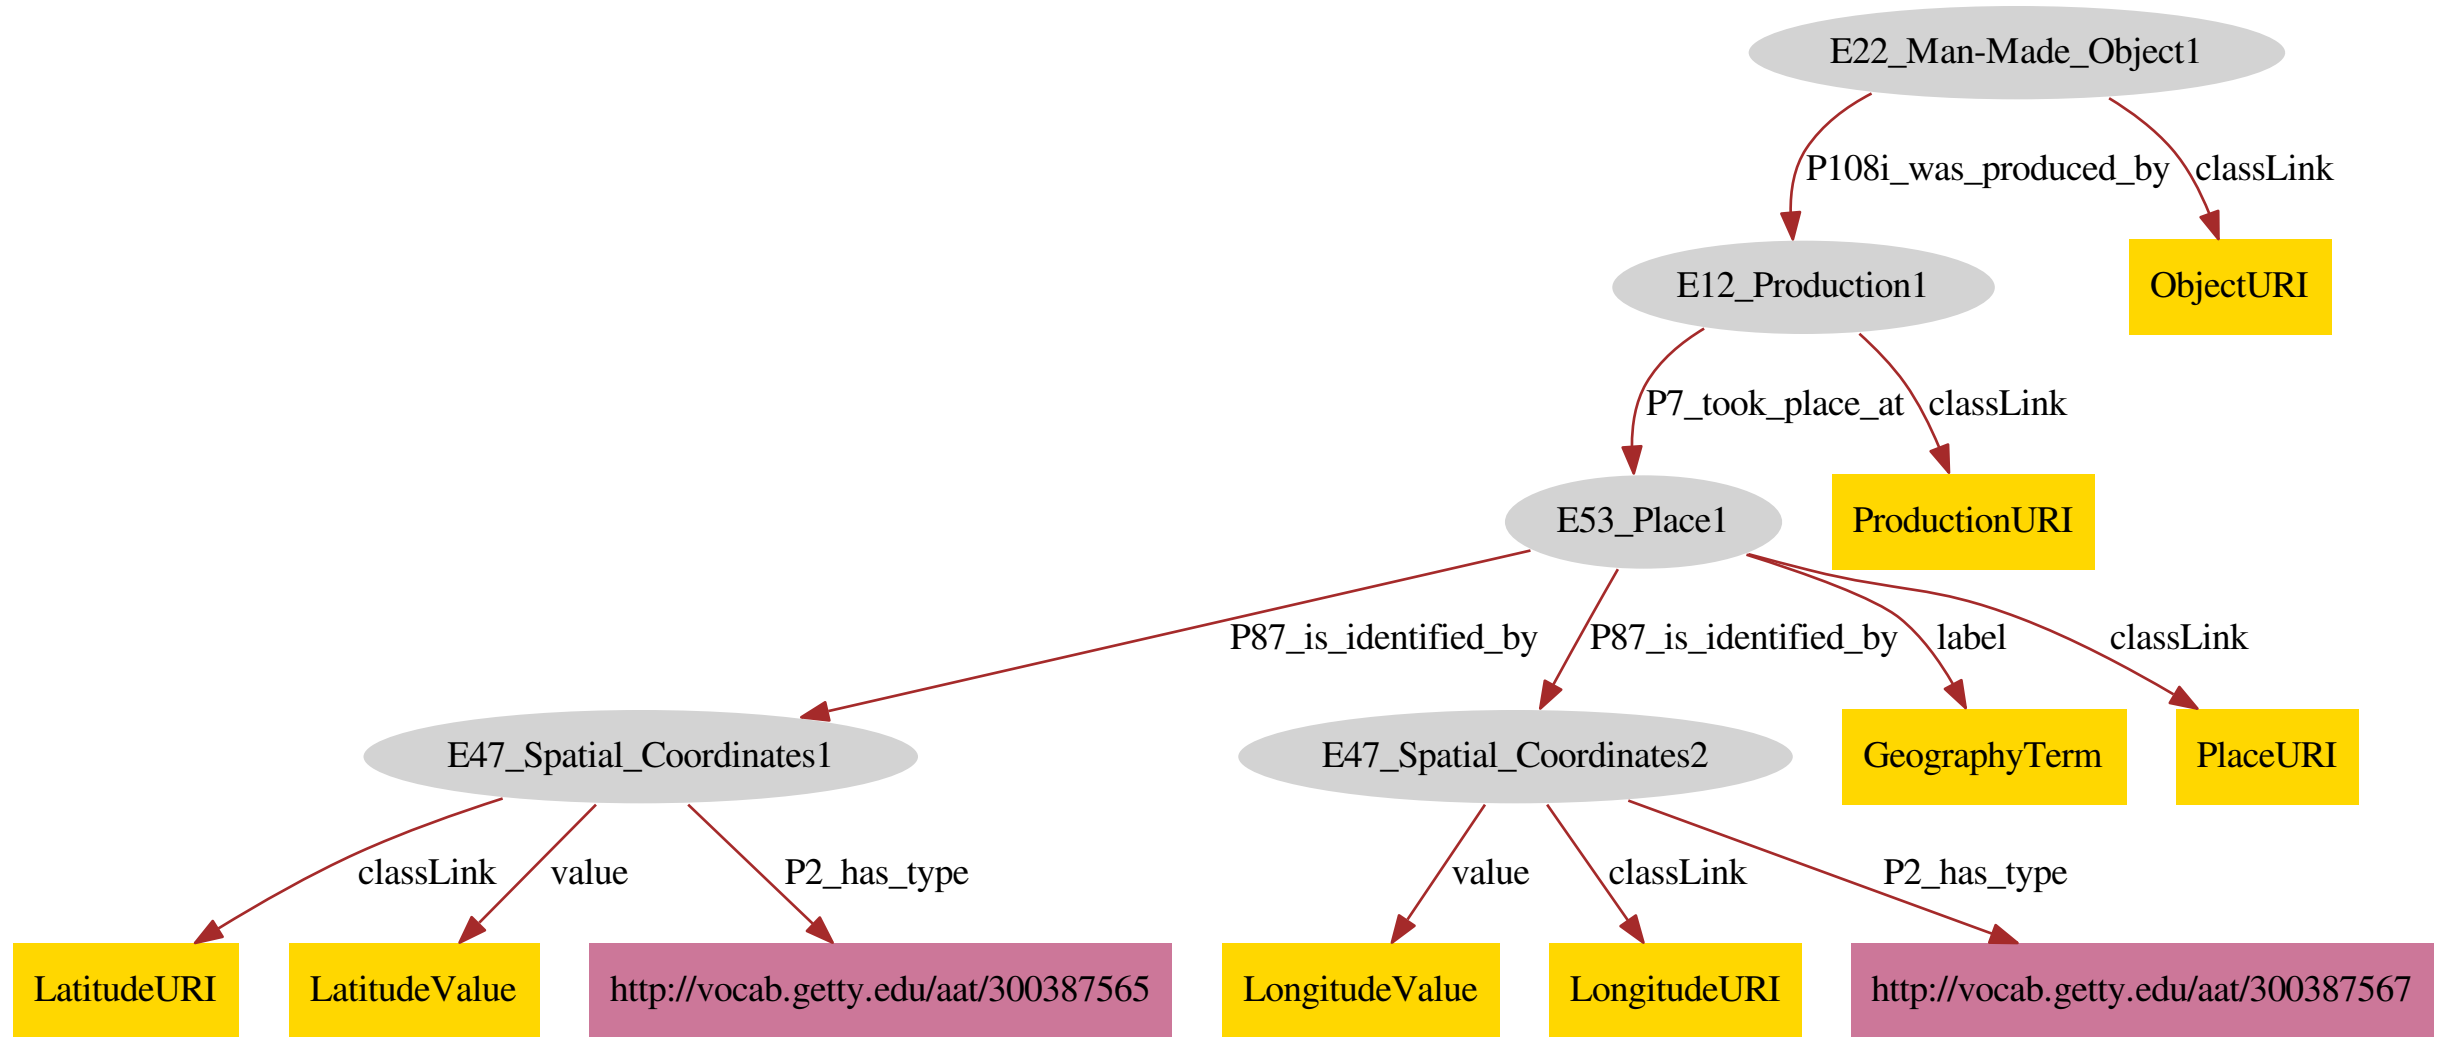 E22_Man-Made_Object1
P108i_was_produced_by
classLink
E12_Production1
ObjectURI
P7_took_place_at
classLink
E53_Place1
ProductionURI
P87_is_identified_by
P87_is_identified_by
label
classLink
E47_Spatial_Coordinates1
E47_Spatial_Coordinates2
GeographyTerm
PlaceURI
classLink
value
P2_has_type
value
classLink
P2_has_type
LatitudeURI
LatitudeValue
http://vocab.getty.edu/aat/300387565
LongitudeValue
LongitudeURI
http://vocab.getty.edu/aat/300387567